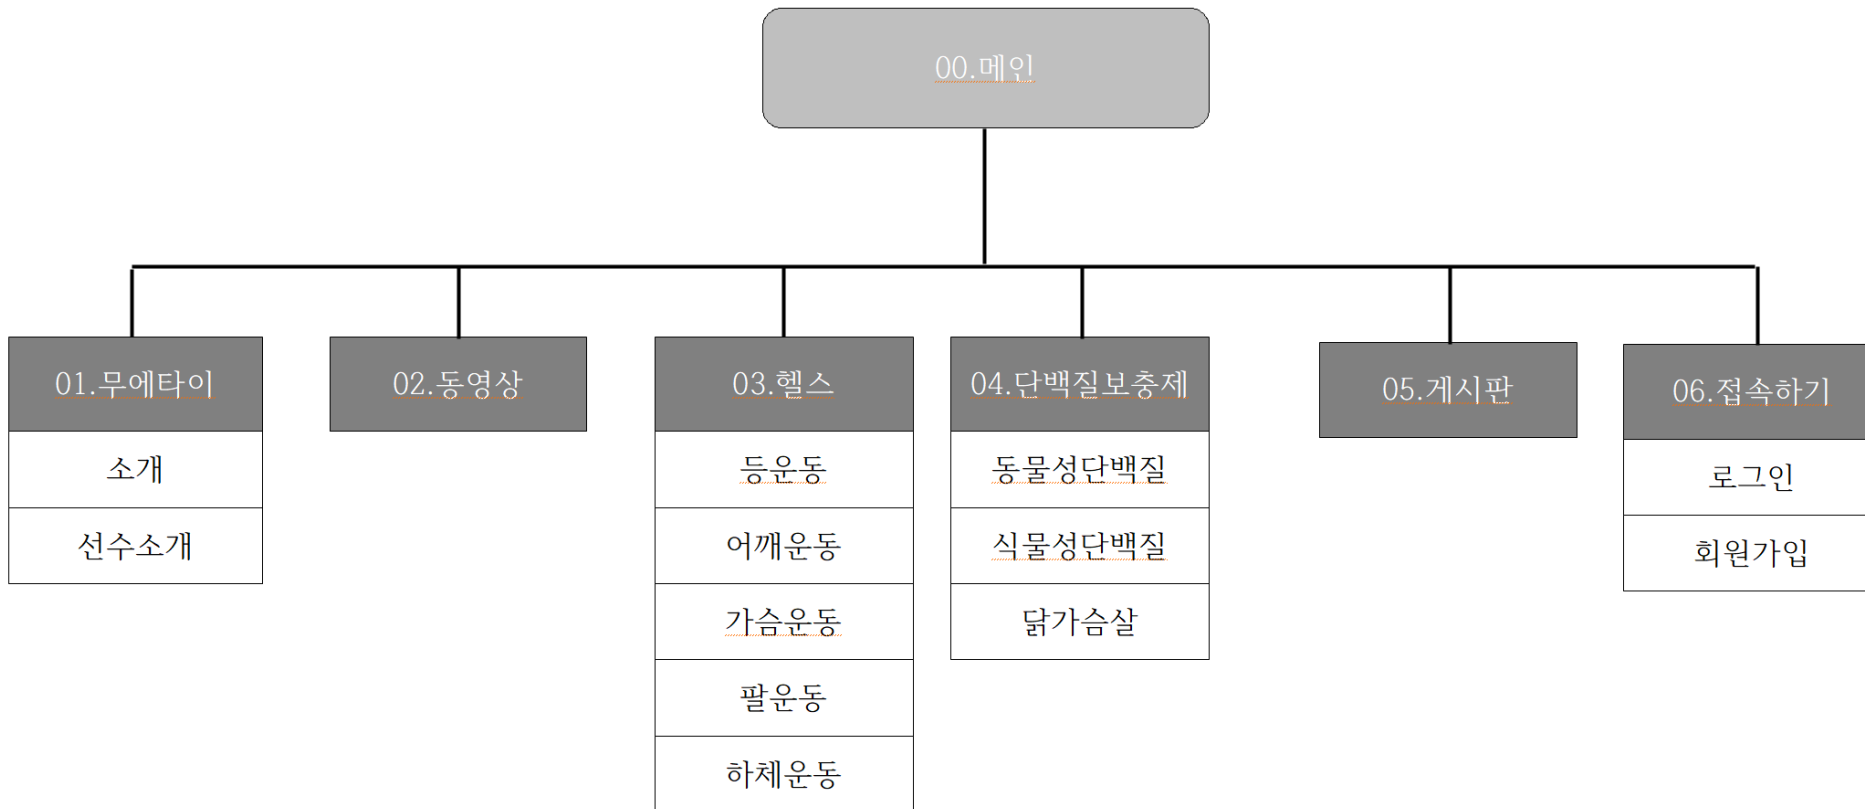 00.메인
01.무에타이
소개
선수소개
02.동영상
03.헬스
등운동
어깨운동
가슴운동
팔운동
하체운동
04.단백질보충제
동물성단백질
식물성단백질
닭가슴살
05.게시판
06.접속하기
로그인
회원가입